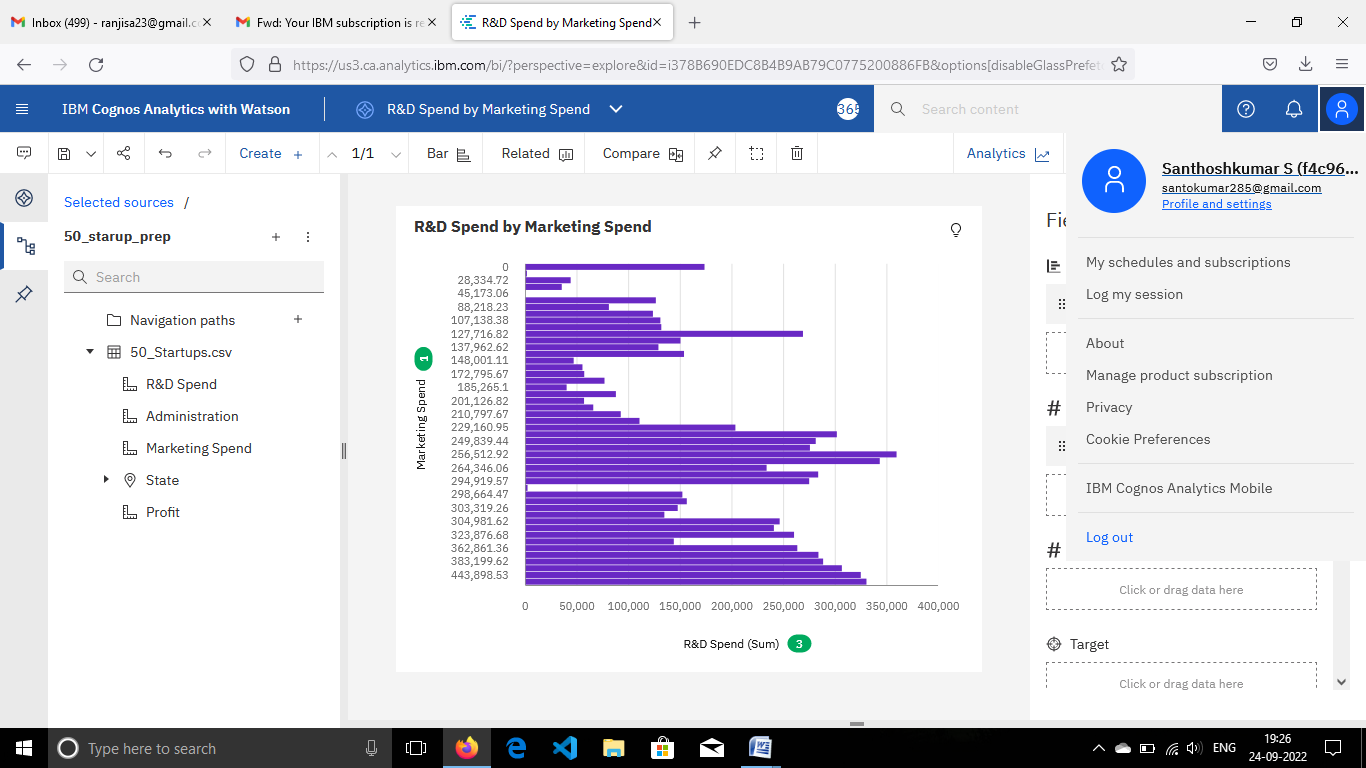 Inbox (499) - ranjisa23@gmail.c
Fwd: Your IBM subscription is re
R&D Spend by Marketing Spend
https://us3.ca.analytics.ibm.com/bi/?perspective=explore&id=i378B690EDC8B4B9AB79C0775200886FB&options[disableGlassPrefet
IBM Cognos Analytics with Watson
R&D Spend by Marketing Spend
365
Search content
Create +
1/1
Bar
Related
Compare
Analytics
Selected sources /
50_starup_prep
Search
Navigation paths
50_Startups.csv
R&D Spend
Administration
Marketing Spend
State
Profit
R&D Spend by Marketing Spend
0
28,334.72
45,173.06
88,218.23
107,138.38
127,716.82
137,962.62
148,001.11
172,795.67
185,265.1
201,126.82
210,797.67
229,160.95
249,839.44
256,512.92
264,346.06
294,919.57
298,664.47
303,319.26
304,981.62
323,876.68
362,861.36
383,199.62
443,898.53
Marketing Spend
1
0
50,000
100,000
150,000
200,000
250,000
300,000
350,000
400,000
R&D Spend (Sum)
3
Fie
#
#
Click or drag data here
Target
Click or drag data here
Santhoshkumar S (f4c96...
santokumar285@gmail.com
Profile and settings
My schedules and subscriptions
Log my session
About
Manage product subscription
Privacy
Cookie Preferences
IBM Cognos Analytics Mobile
Log out
Type here to search
ENG
19:26
24-09-2022